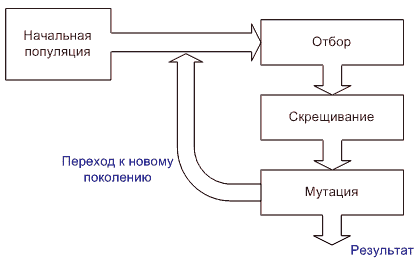 Начальная
популяция
Отбор
Скрещивание
Переход к новому
поколению
Мутация
Результат